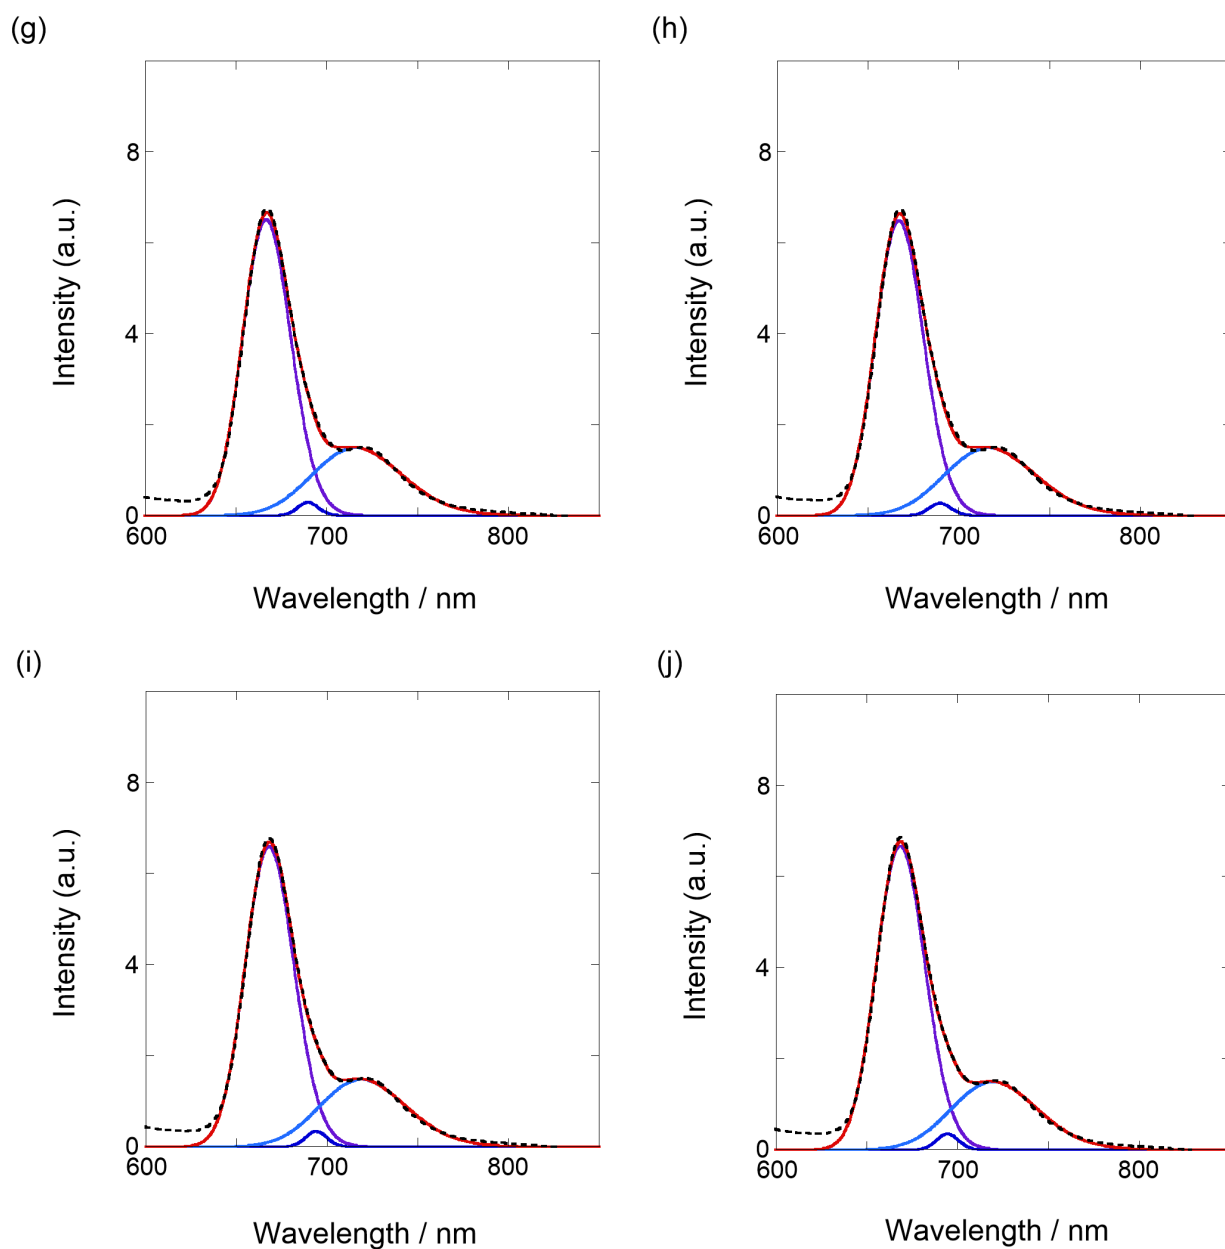 (g)
8
4
0
600
700
800
Intensity (a.u.)
Wavelength / nm
(h)
8
4
0
600
700
800
Intensity (a.u.)
Wavelength / nm
(i)
8
4
0
600
700
800
Intensity (a.u.)
Wavelength / nm
(j)
8
4
0
600
700
800
Intensity (a.u.)
Wavelength / nm